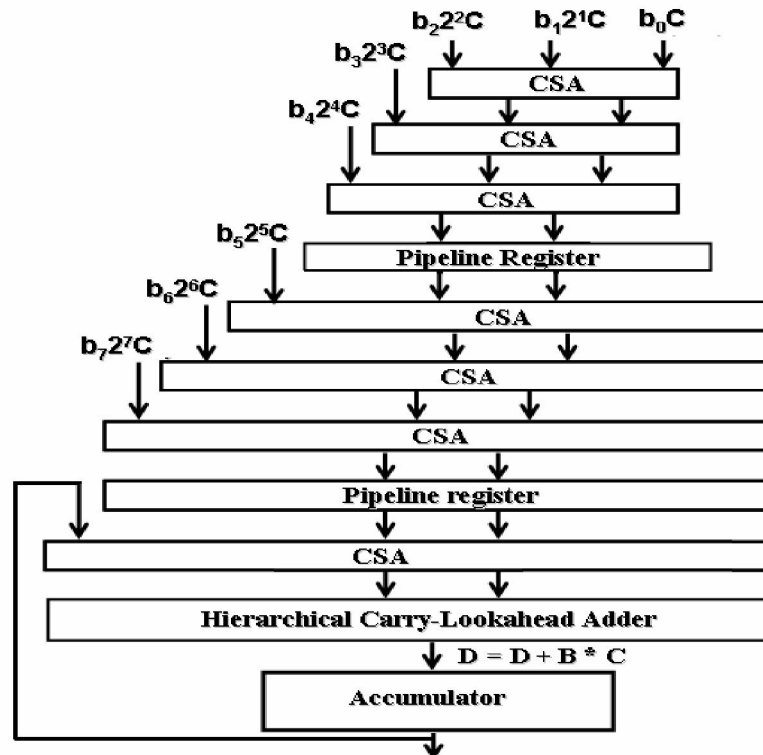 b₂2²C b₁2¹C b₀C
b₃2³C
CSA
b₄2⁴C
CSA
CSA
b₅2⁵C
Pipeline Register
b₆2⁶C
CSA
b₇2⁷C
CSA
CSA
Pipeline register
CSA
Hierarchical Carry-Lookahead Adder
D = D + B * C
Accumulator